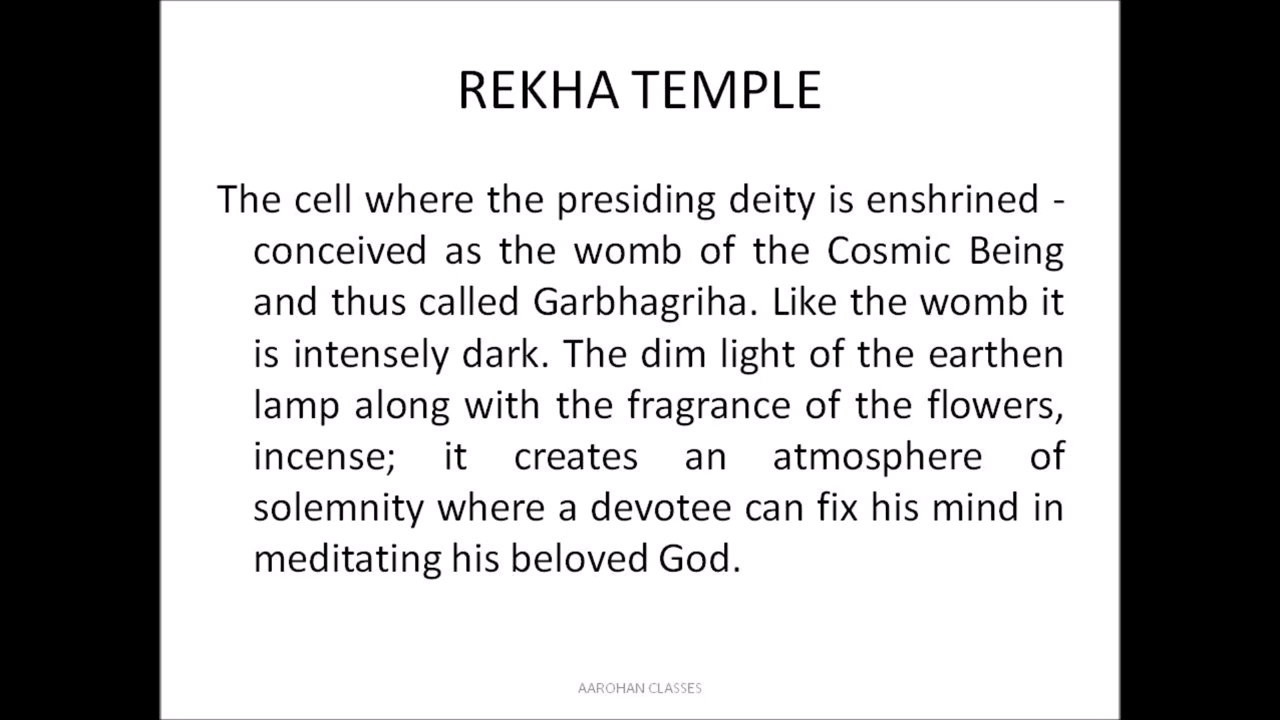 REKHA TEMPLE
The cell where the presiding deity is enshrined -
conceived as the womb of the Cosmic Being
and thus called Garbhagriha. Like the womb it
is intensely dark. The dim light of the earthen
lamp along with the fragrance of the flowers,
incense; it creates an atmosphere of
solemnity where a devotee can fix his mind in
meditating his beloved God.
AAROHAN CLASSES